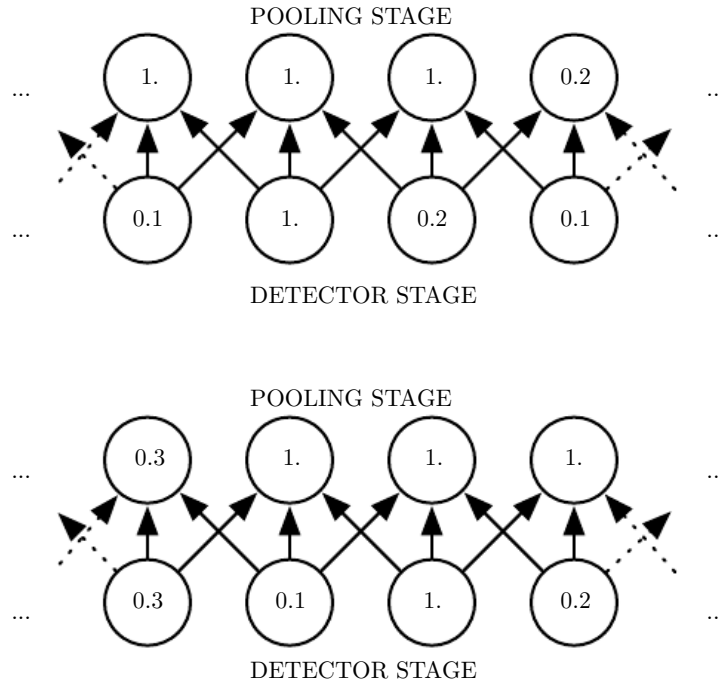 POOLING STAGE
... 1. 1. 1. 0.2 ..
... 0.1 1. 0.2 0.1 ..
DETECTOR STAGE
POOLING STAGE
... 0.3 1. 1. 1. ..
... 0.3 0.1 1. 0.2 ..
DETECTOR STAGE